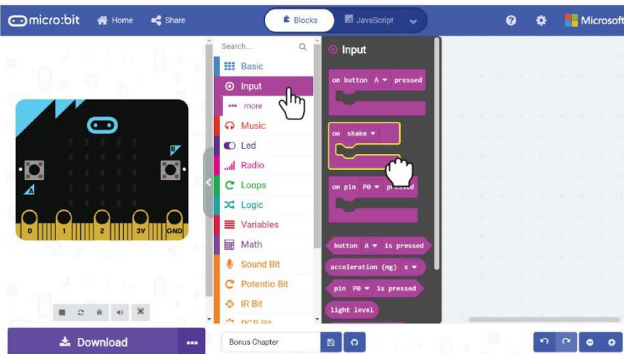 micro:bit Home Share Blocks JavaScript Microsoft
Search...
Basic
Input
more
Music
Led
Radio
Loops
Logic
Variables
Math
Sound Bit
Potentio Bit
IR Bit
Input
on button A pressed
on shake
on pin P0 pressed
button A is pressed
acceleration (mg) x
pin P0 is pressed
light level
A
B
0 1 2 3V GND
Download
Bonus Chapter